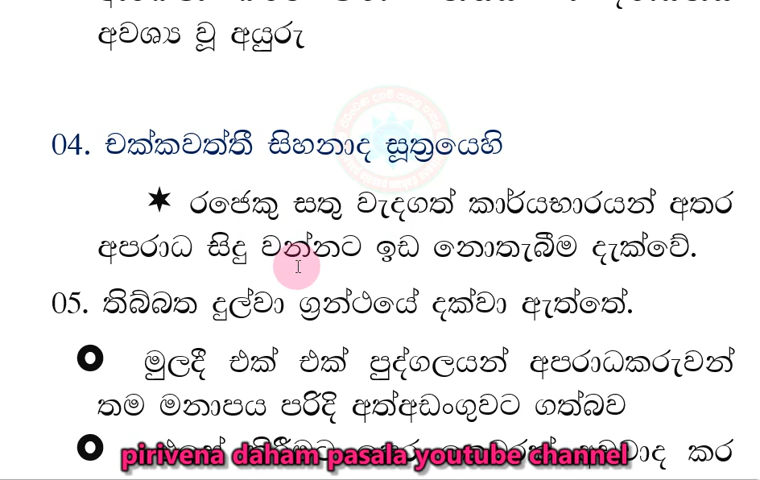 අවශ්‍ය වූ අයුරු
04. චක්කවත්තී සිහනාද සූත්‍රයෙහි
✶ රජෙකු සතු වැදගත් කාර්යභාරයන් අතර
අපරාධ සිදු වන්නට ඉඩ නොතැබීම දැක්වේ.
05. තිබ්බත දුල්වා ග්‍රන්ථයේ දක්වා ඇත්තේ.
මුලදී එක් එක් පුද්ගලයන් අපරාධකරුවන්
තම මනාපය පරිදි අත්අඩංගුවට ගත්බව
කර
pirivena daham pasala youtube channel